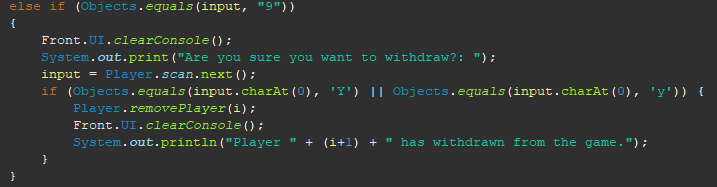 else if (Objects.equals(input, "9"))
{
Front.UI.clearConsole();
System.out.print("Are you sure you want to withdraw?: ");
input = Player.scan.next();
if (Objects.equals(input.charAt(0), 'Y') || Objects.equals(input.charAt(0), 'y')) {
Player.removePlayer(i);
Front.UI.clearConsole();
System.out.println("Player " + (i+1) + " has withdrawn from the game.");
}
}